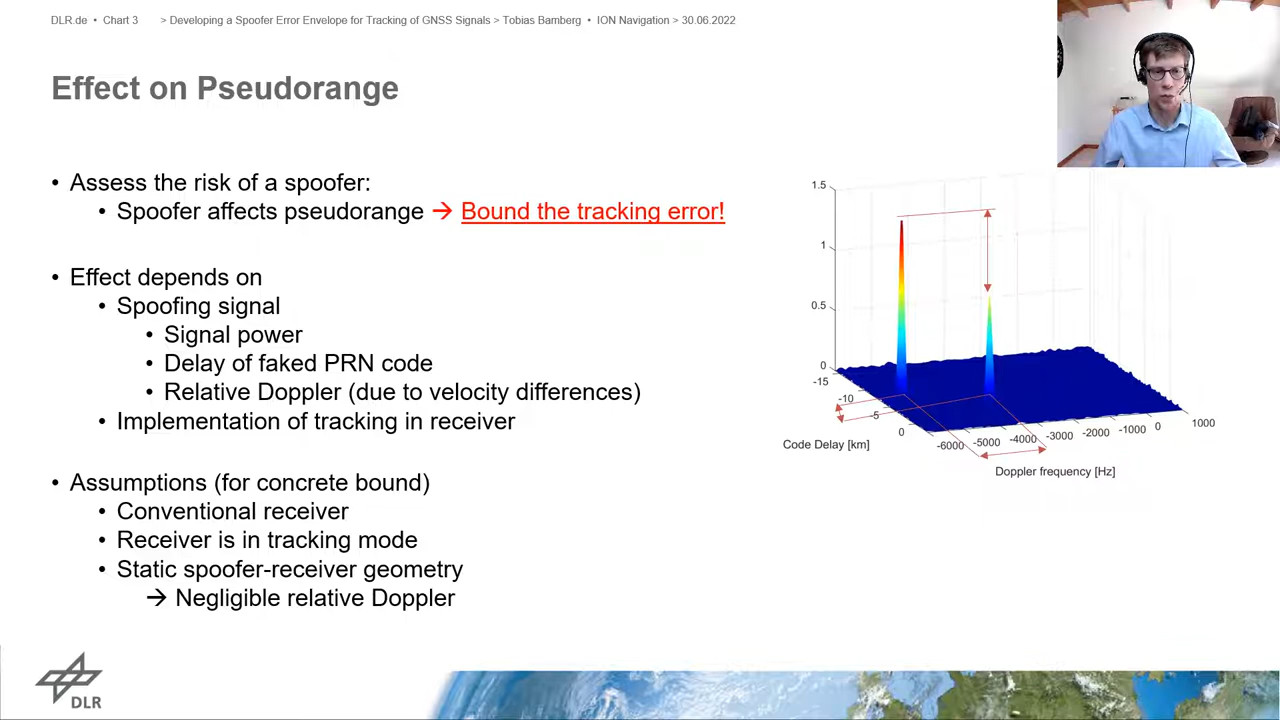 DLR.de • Chart 3 > Developing a Spoofer Error Envelope for Tracking of GNSS Signals > Tobias Bamberg • ION Navigation > 30.06.2022
Effect on Pseudorange
• Assess the risk of a spoofer:
• Spoofer affects pseudorange → Bound the tracking error!
• Effect depends on
• Spoofing signal
• Signal power
• Delay of faked PRN code
• Relative Doppler (due to velocity differences)
• Implementation of tracking in receiver
• Assumptions (for concrete bound)
• Conventional receiver
• Receiver is in tracking mode
• Static spoofer-receiver geometry
→ Negligible relative Doppler
1.5
1
0.5
0
-15
-10
-5
0
Code Delay [km]
-6000 -5000 -4000 -3000 -2000 -1000 0 1000
Doppler frequency [Hz]
DLR